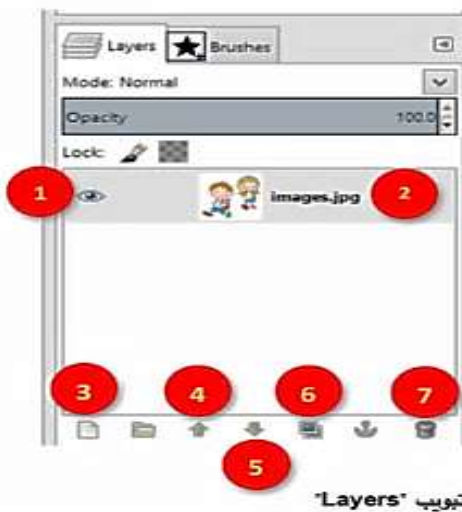 Layers Brushes
Mode: Normal
Opacity 100.0
Lock:
1 images.jpg 2
3 4 6 7
5
تبويب "Layers"